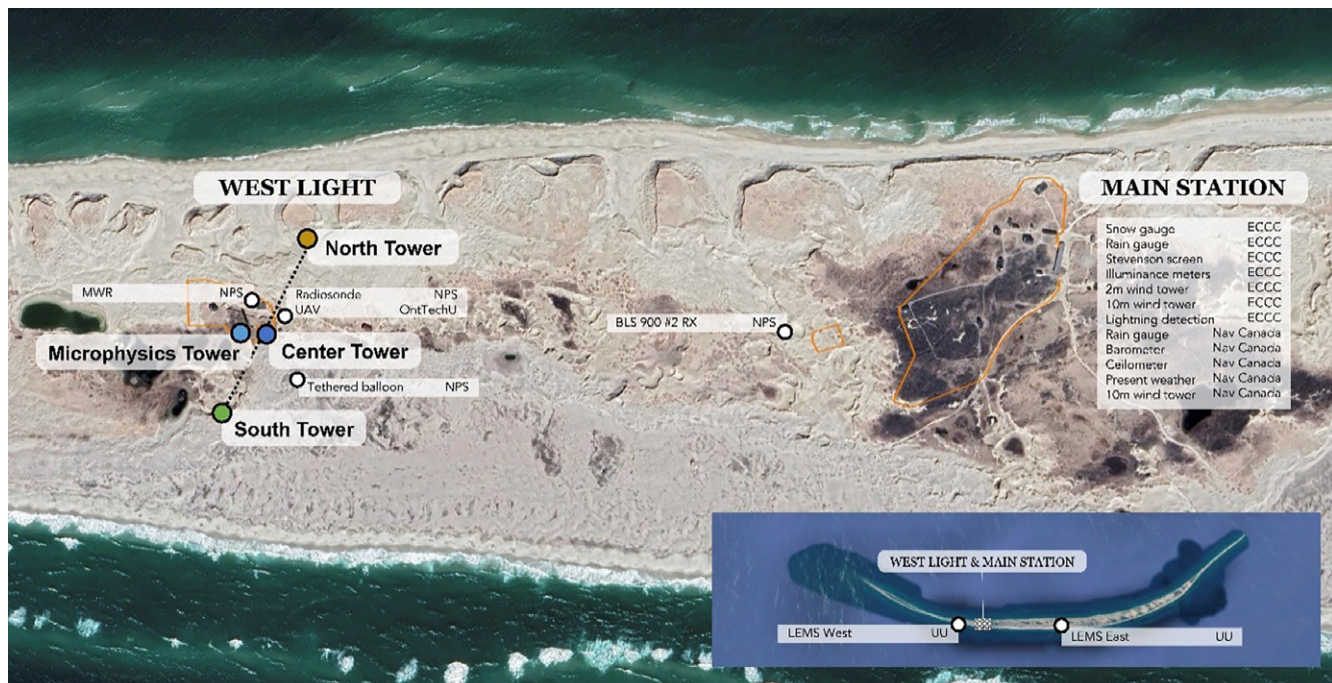 WEST LIGHT
MAIN STATION
North Tower
MWR NPS
Radiosonde NPS
UAV OntTechU
Microphysics Tower
Center Tower
Tethered balloon NPS
South Tower
BLS 900 #2 RX NPS
Snow gauge ECCC
Rain gauge ECCC
Stevenson screen ECCC
Illuminance meters ECCC
2m wind tower ECCC
10m wind tower ECCC
Lightning detection ECCC
Rain gauge Nav Canada
Barometer Nav Canada
Ceilometer Nav Canada
Present weather Nav Canada
10m wind tower Nav Canada
WEST LIGHT & MAIN STATION
LEMS West UU
LEMS East UU